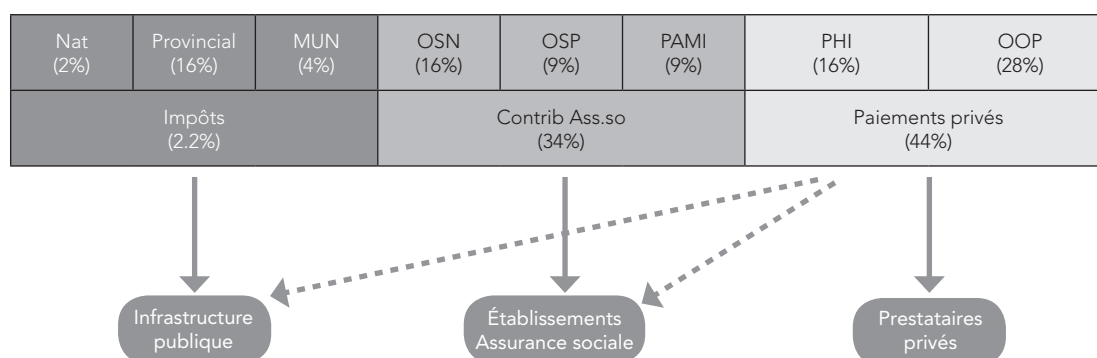 Nat
(2%)
Provincial
(16%)
MUN
(4%)
OSN
(16%)
OSP
(9%)
PAMI
(9%)
PHI
(16%)
OOP
(28%)
Impôts
(2.2%)
Contrib Ass.so
(34%)
Paiements privés
(44%)
Infrastructure
publique
Établissements
Assurance sociale
Prestataires
privés